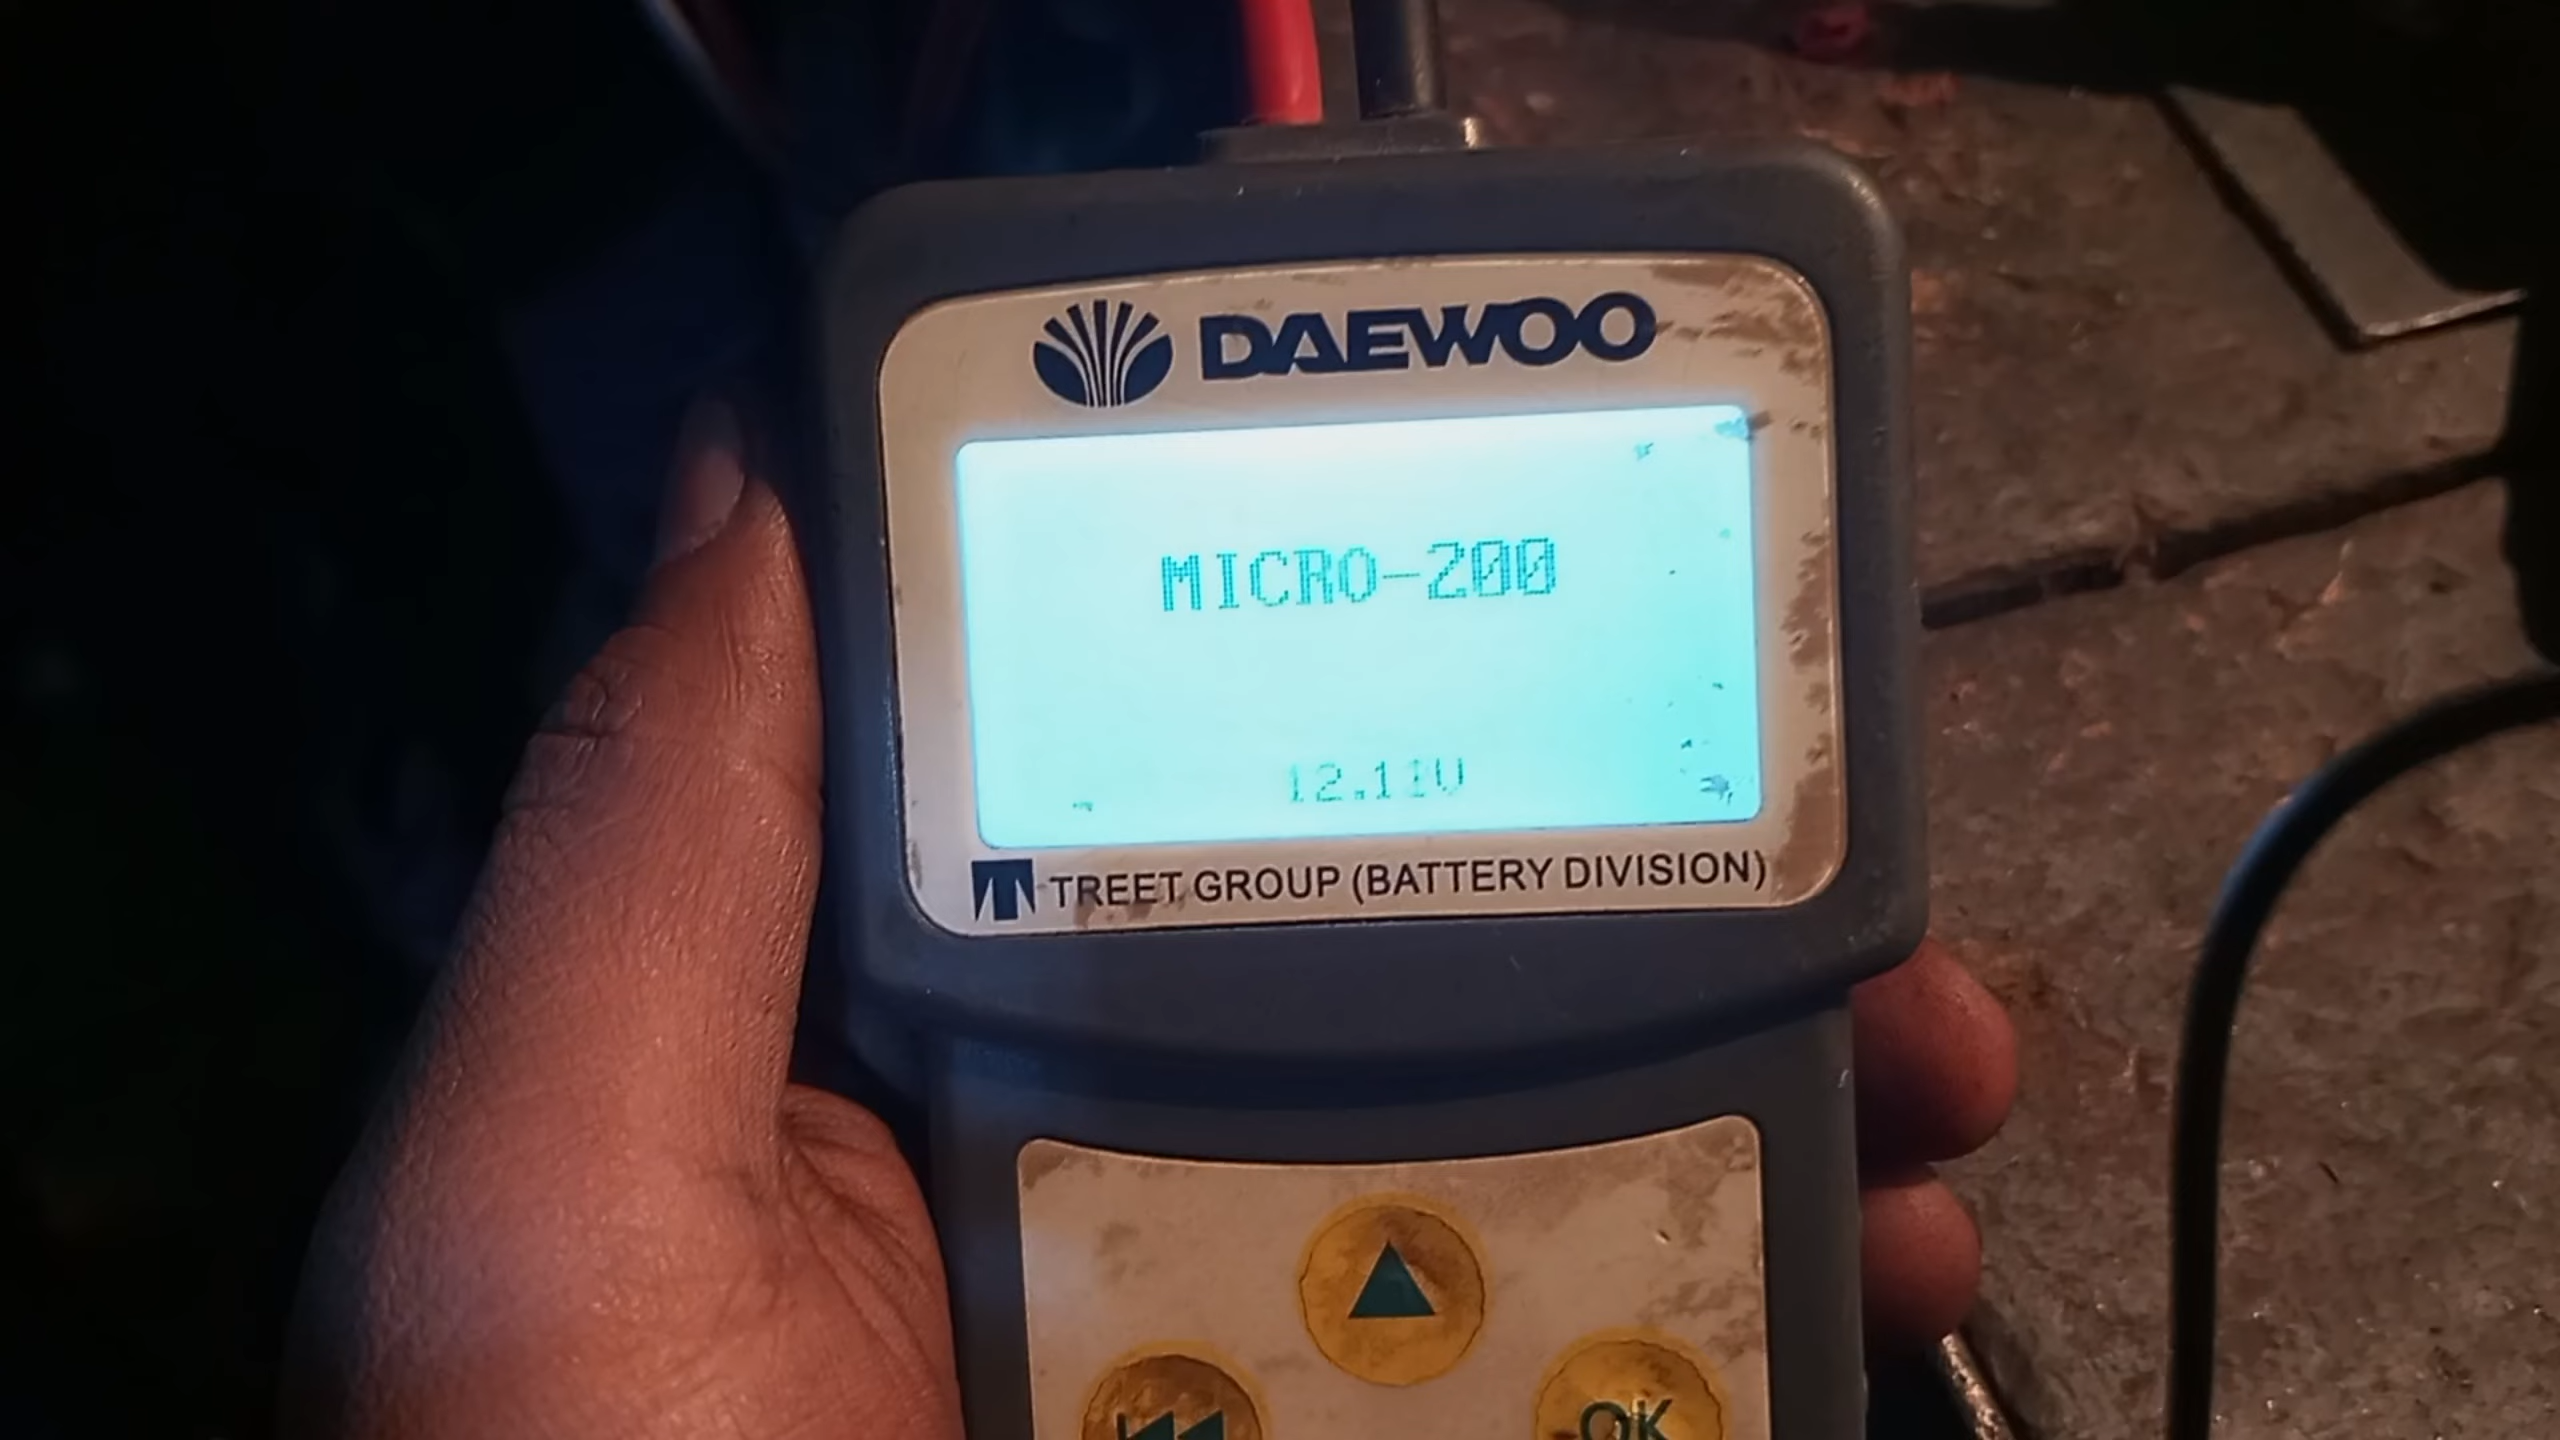 DAEWOO
MICRO-200
12.11V
TREET GROUP (BATTERY DIVISION)
OK